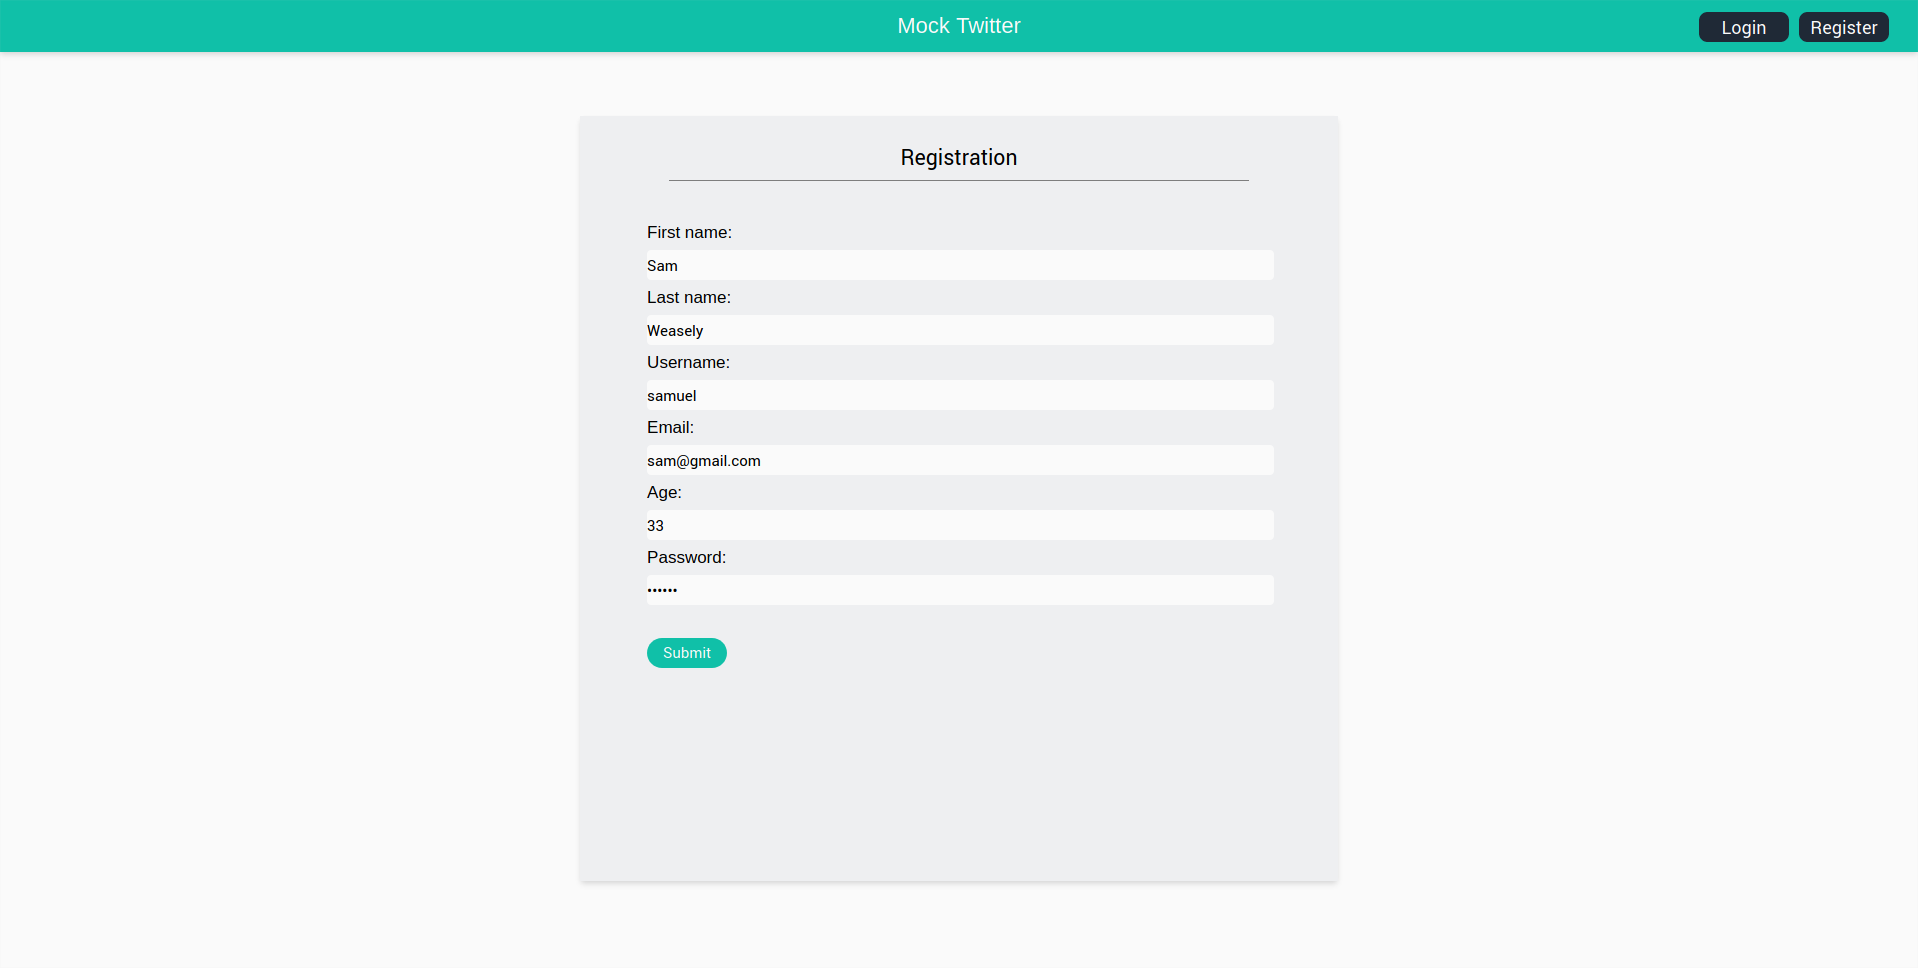 Mock Twitter
Login
Register
Registration
First name:
Sam
Last name:
Weasely
Username:
samuel
Email:
sam@gmail.com
Age:
33
Password:
••••••
Submit